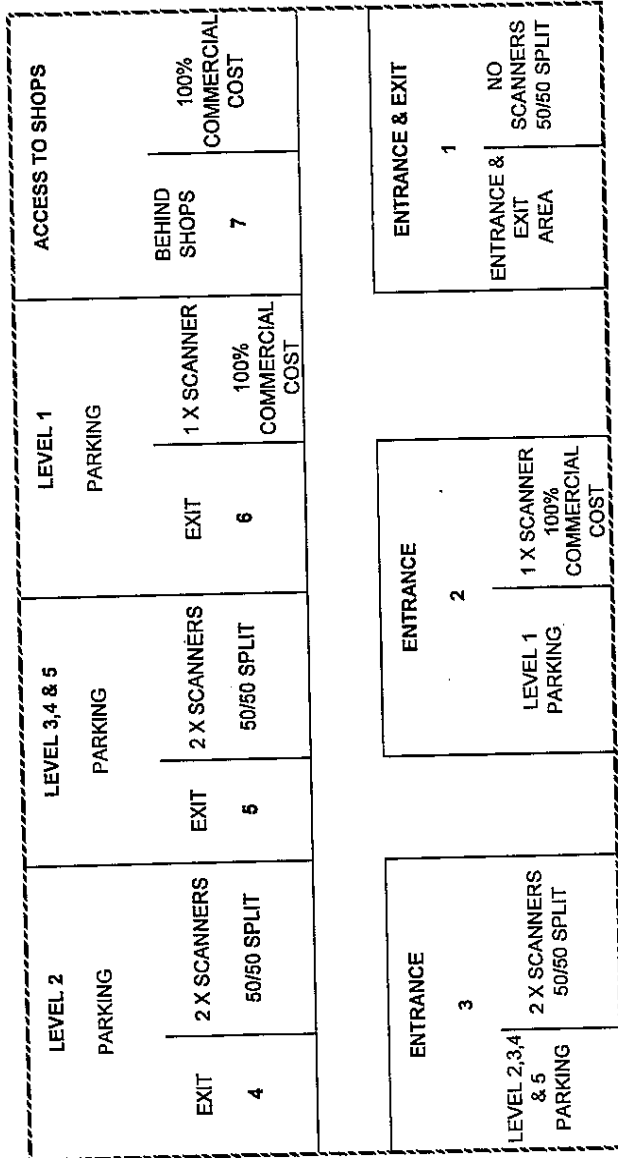 LEVEL 2
PARKING
EXIT
4
2 X SCANNERS
50/50 SPLIT
LEVEL 3,4 & 5
PARKING
EXIT
5
2 X SCANNERS
50/50 SPLIT
LEVEL 1
PARKING
EXIT
6
1 X SCANNER
100%
COMMERCIAL
COST
ACCESS TO SHOPS
BEHIND
SHOPS
7
100%
COMMERCIAL
COST
ENTRANCE
3
LEVEL 2,3,4
& 5
PARKING
2 X SCANNERS
50/50 SPLIT
ENTRANCE
2
LEVEL 1
PARKING
1 X SCANNER
100%
COMMERCIAL
COST
ENTRANCE & EXIT
1
ENTRANCE &
EXIT
AREA
NO
SCANNERS
50/50 SPLIT